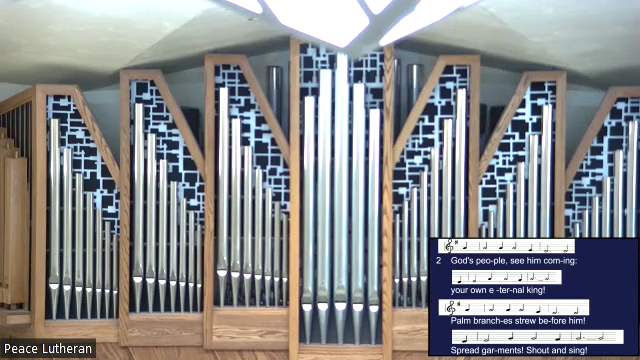 2 God's peo-ple, see him com-ing:
your own e -ter-nal king!
Palm branch-es strew be-fore him!
Spread gar-ments! Shout and sing!
Peace Lutheran